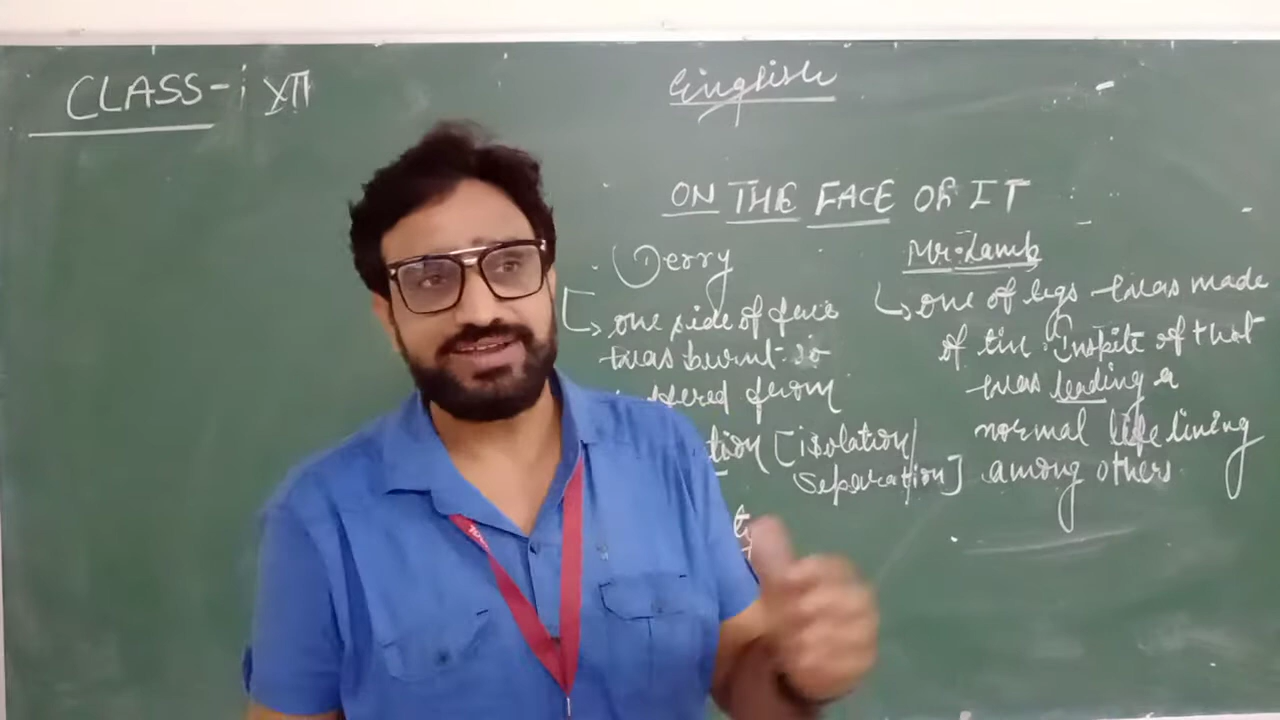 CLASS - XII
English
ON THE FACE OF IT
Derry
one side of face
was burnt so
suffered from
[isolation/
separation]
Mr. Lamb
one of legs was made
of tin. Inspite of that
was leading a
normal life living
among others